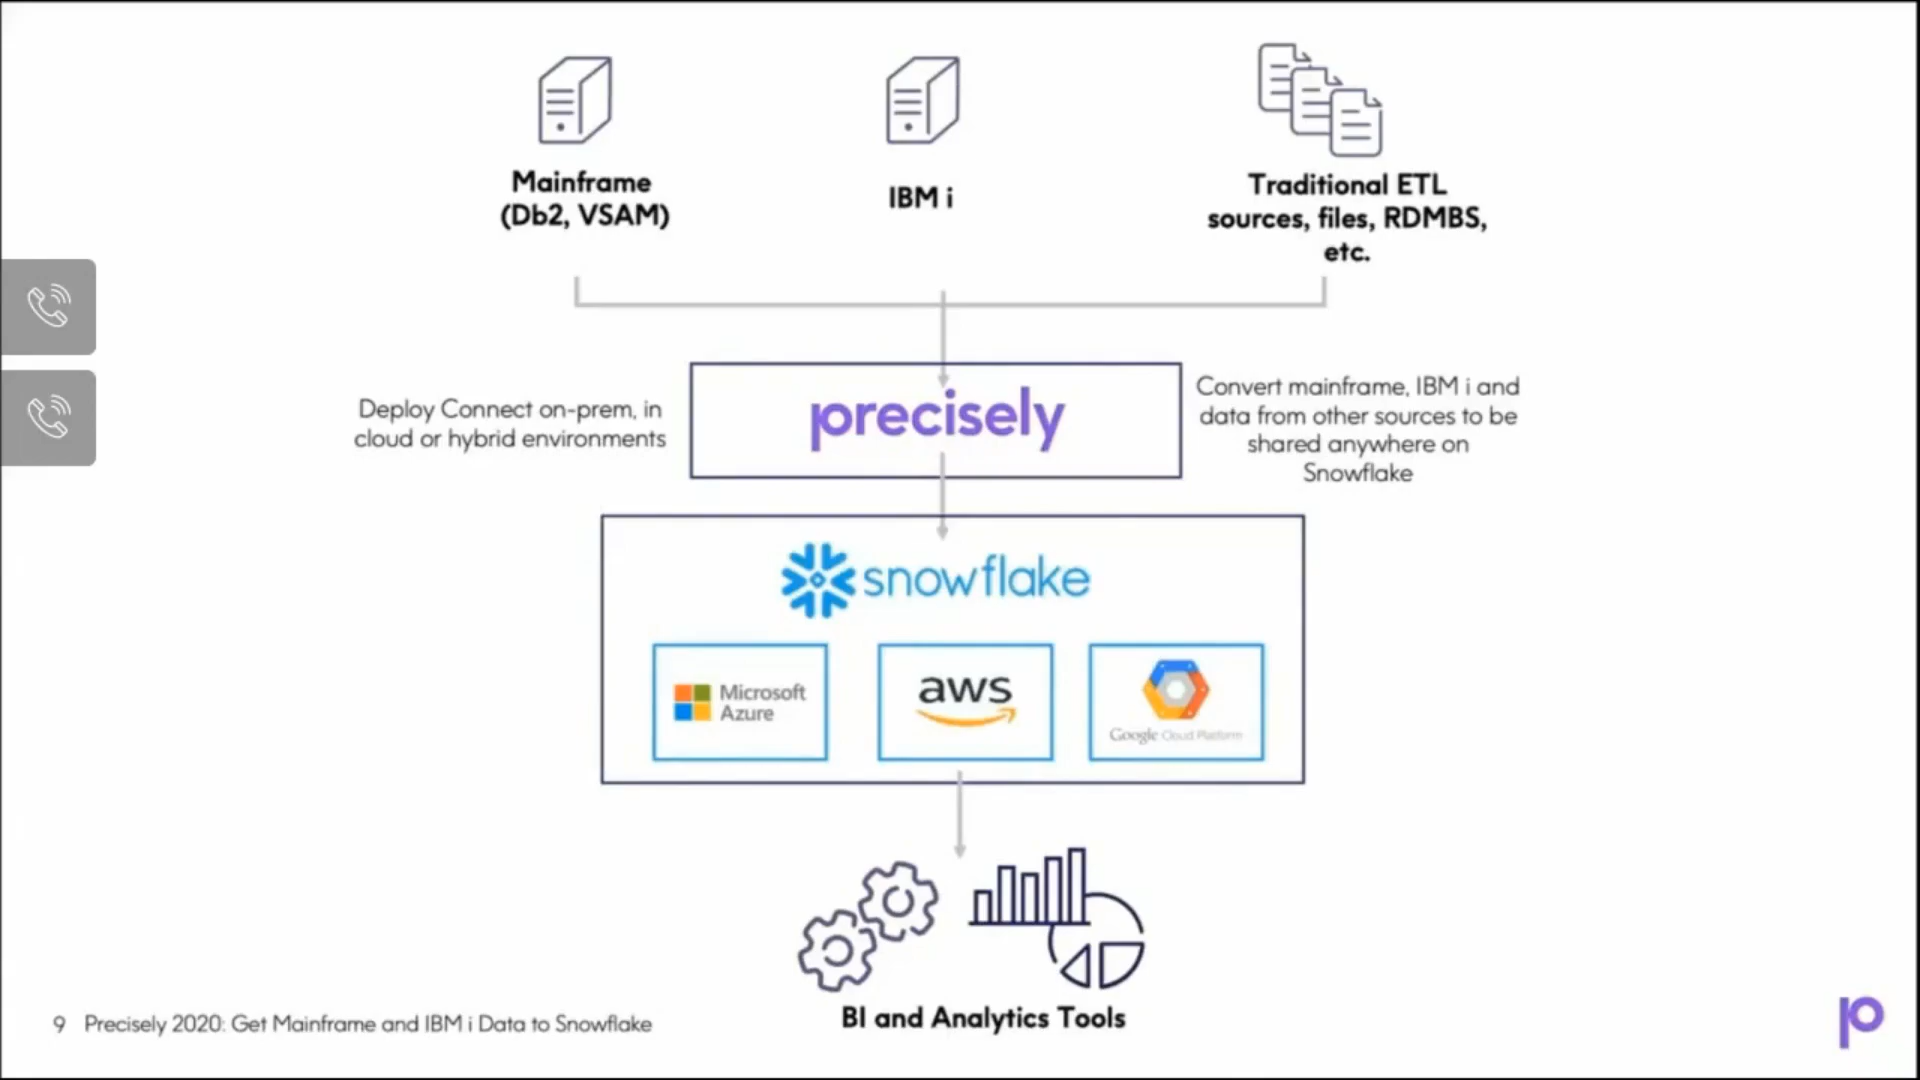 Mainframe
(Db2, VSAM)
IBM i
Traditional ETL
sources, files, RDMBS,
etc.
Deploy Connect on-prem, in
cloud or hybrid environments
precisely
Convert mainframe, IBM i and
data from other sources to be
shared anywhere on
Snowflake
snowflake
Microsoft
Azure
aws
Google Cloud Platform
BI and Analytics Tools
9 Precisely 2020: Get Mainframe and IBM i Data to Snowflake
p